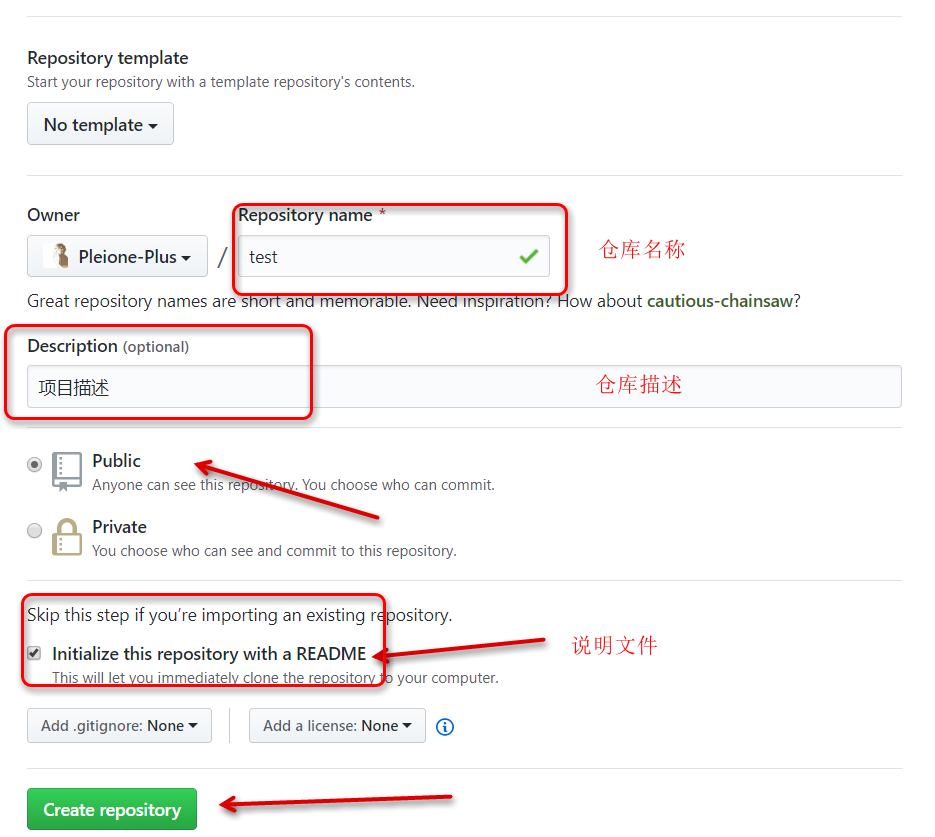 Repository template
Start your repository with a template repository's contents.
No template
Owner
Repository name *
Pleione-Plus
/
test
仓库名称
Great repository names are short and memorable. Need inspiration? How about cautious-chainsaw?
Description (optional)
项目描述
仓库描述
Public
Anyone can see this repository. You choose who can commit.
Private
You choose who can see and commit to this repository.
Skip this step if you’re importing an existing repository.
Initialize this repository with a README
说明文件
This will let you immediately clone the repository to your computer.
Add .gitignore: None
Add a license: None
Create repository